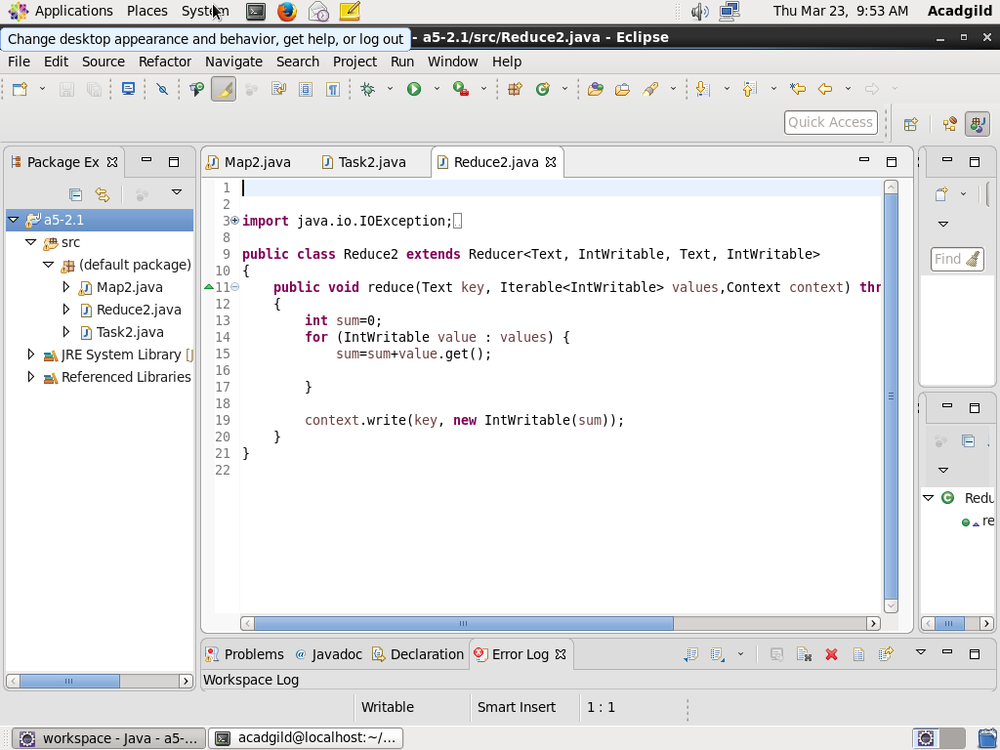 Applications Places System Thu Mar 23, 9:53 AM Acadgild
Change desktop appearance and behavior, get help, or log out - a5-2.1/src/Reduce2.java - Eclipse
File Edit Source Refactor Navigate Search Project Run Window Help
Quick Access
Package Ex
Map2.java Task2.java Reduce2.java
a5-2.1
src
(default package)
Map2.java
Reduce2.java
Task2.java
JRE System Library [
Referenced Libraries
1
2
3 import java.io.IOException;
8
9 public class Reduce2 extends Reducer<Text, IntWritable, Text, IntWritable>
10 {
11 public void reduce(Text key, Iterable<IntWritable> values,Context context) thr
12 {
13 int sum=0;
14 for (IntWritable value : values) {
15 sum=sum+value.get();
16
17 }
18
19 context.write(key, new IntWritable(sum));
20 }
21 }
22
Find
Redu
re
Problems @ Javadoc Declaration Error Log
Workspace Log
Writable Smart Insert 1 : 1
workspace - Java - a5-... acadgild@localhost:~/...